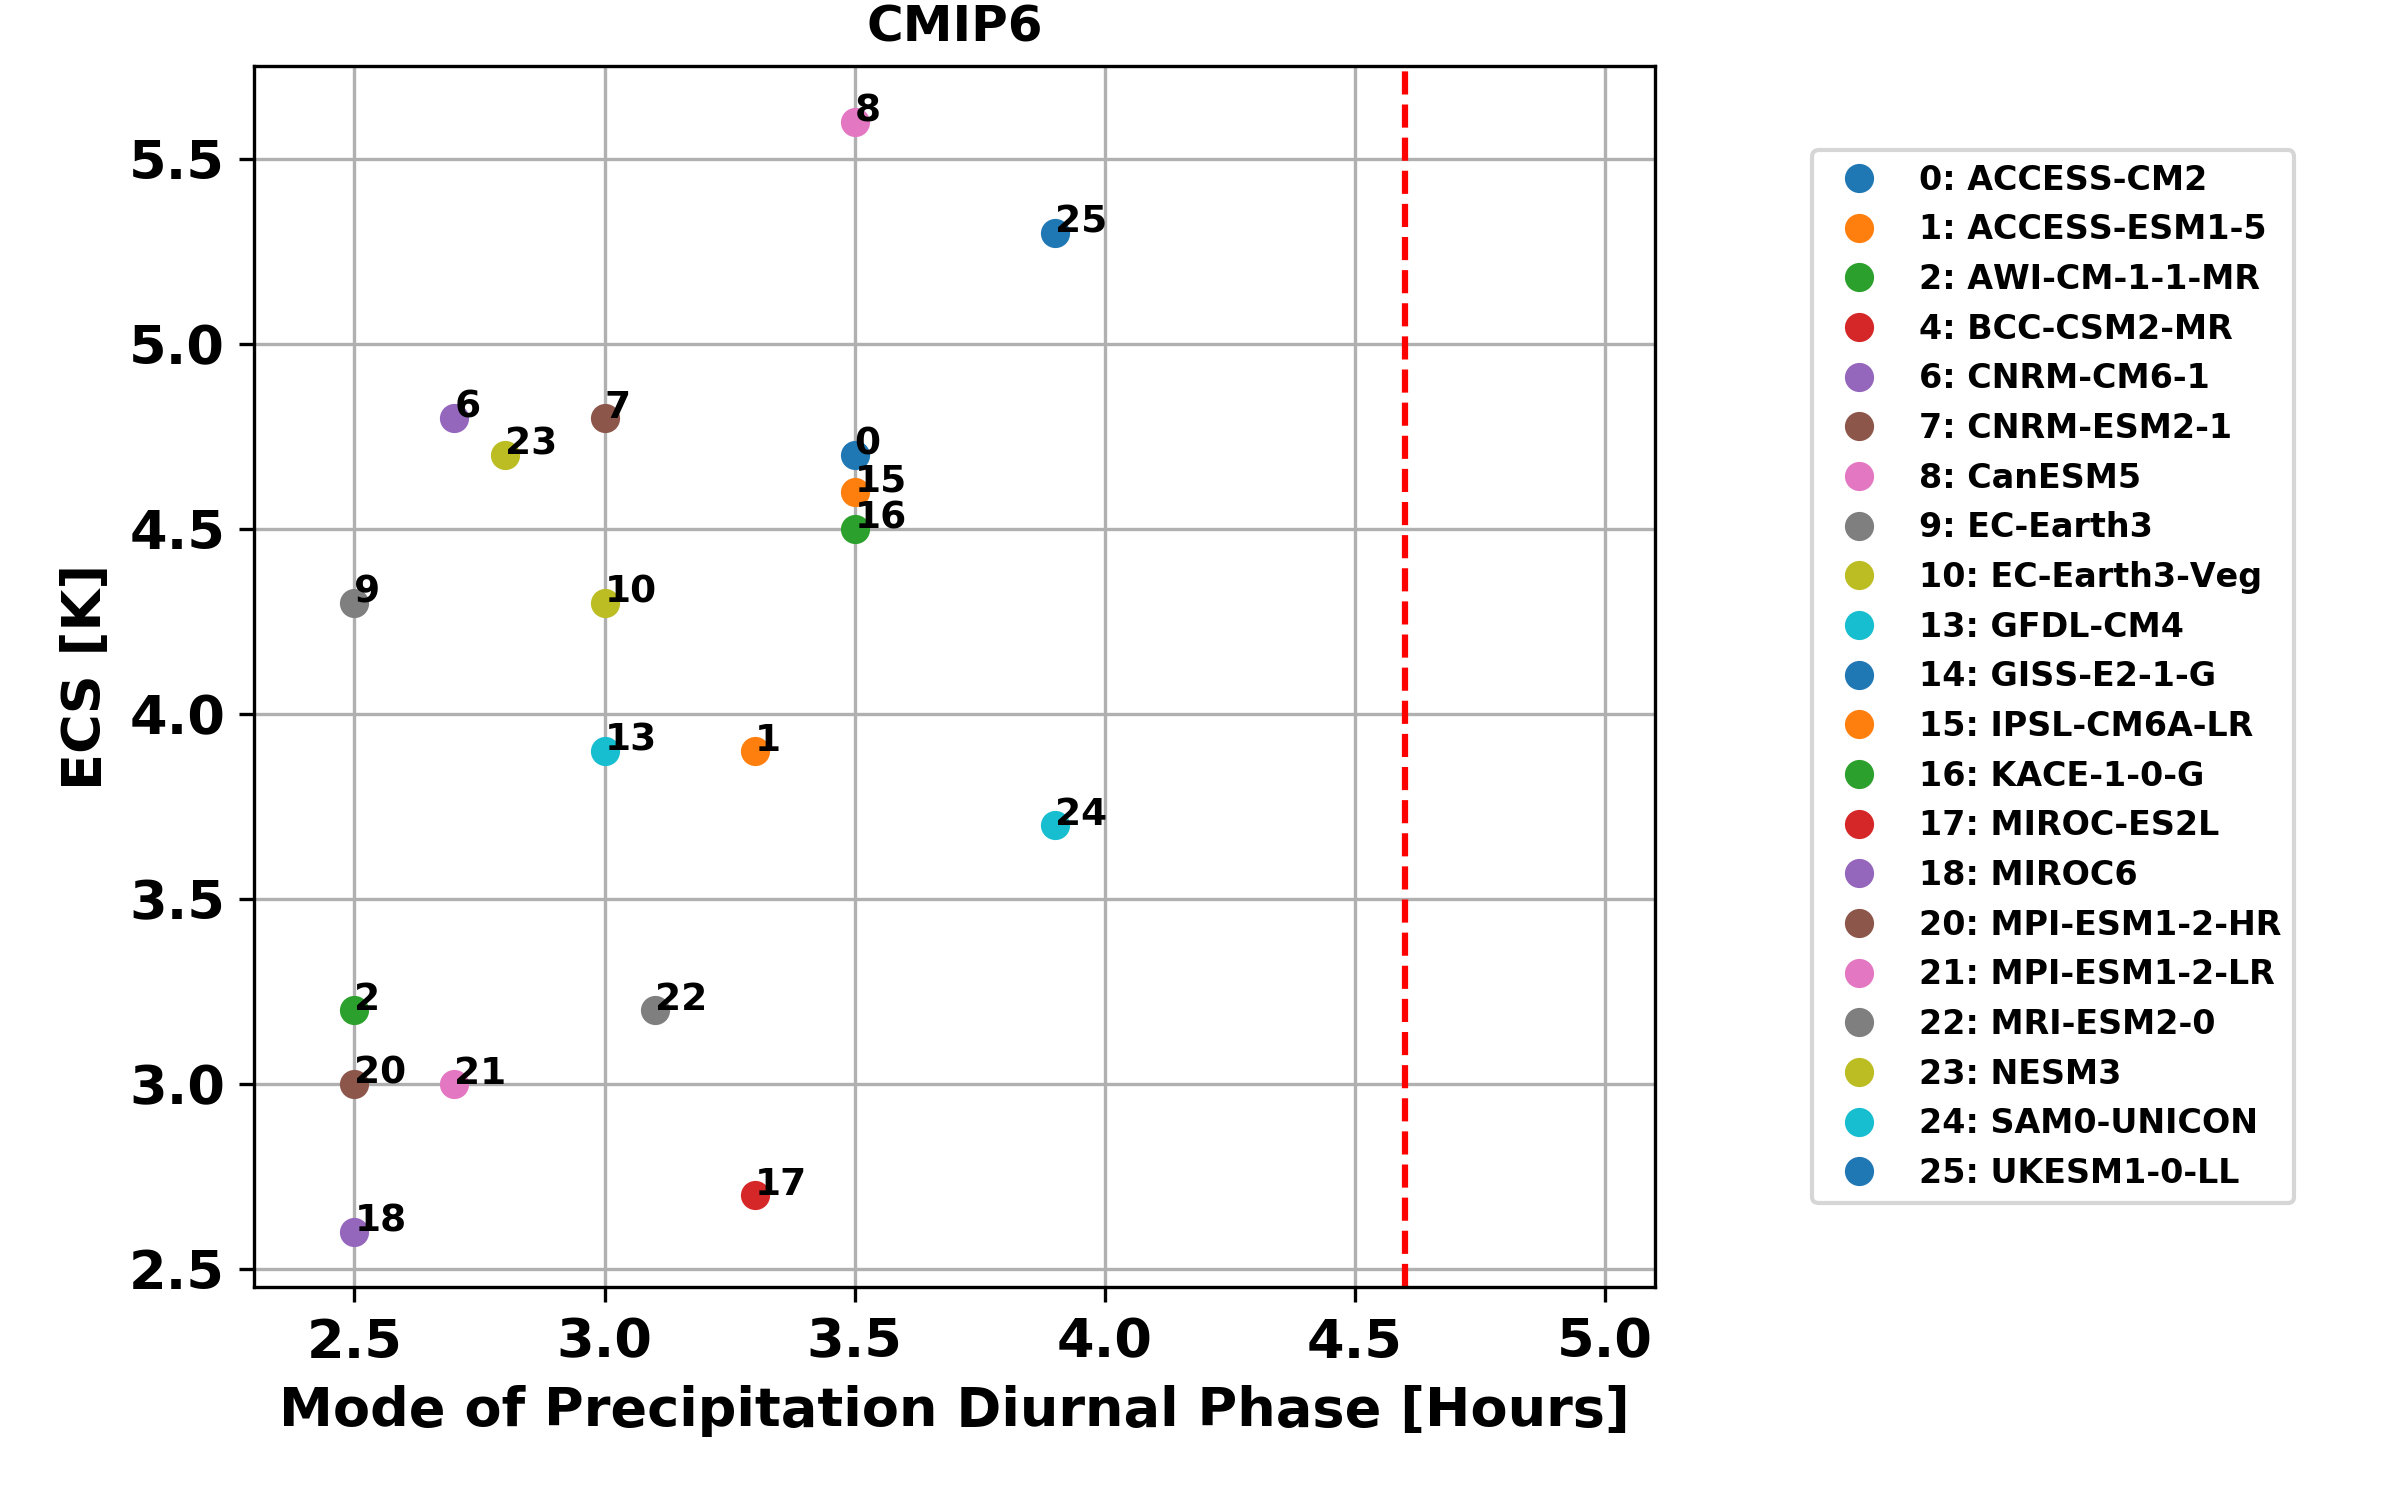 CMIP6
ECS [K]
5.5
5.0
4.5
4.0
3.5
3.0
2.5
8
25
6
7
23
0
15
16
9
10
13
1
24
2
22
20
21
17
18
2.5 3.0 3.5 4.0 4.5 5.0
Mode of Precipitation Diurnal Phase [Hours]
0: ACCESS-CM2
1: ACCESS-ESM1-5
2: AWI-CM-1-1-MR
4: BCC-CSM2-MR
6: CNRM-CM6-1
7: CNRM-ESM2-1
8: CanESM5
9: EC-Earth3
10: EC-Earth3-Veg
13: GFDL-CM4
14: GISS-E2-1-G
15: IPSL-CM6A-LR
16: KACE-1-0-G
17: MIROC-ES2L
18: MIROC6
20: MPI-ESM1-2-HR
21: MPI-ESM1-2-LR
22: MRI-ESM2-0
23: NESM3
24: SAM0-UNICON
25: UKESM1-0-LL